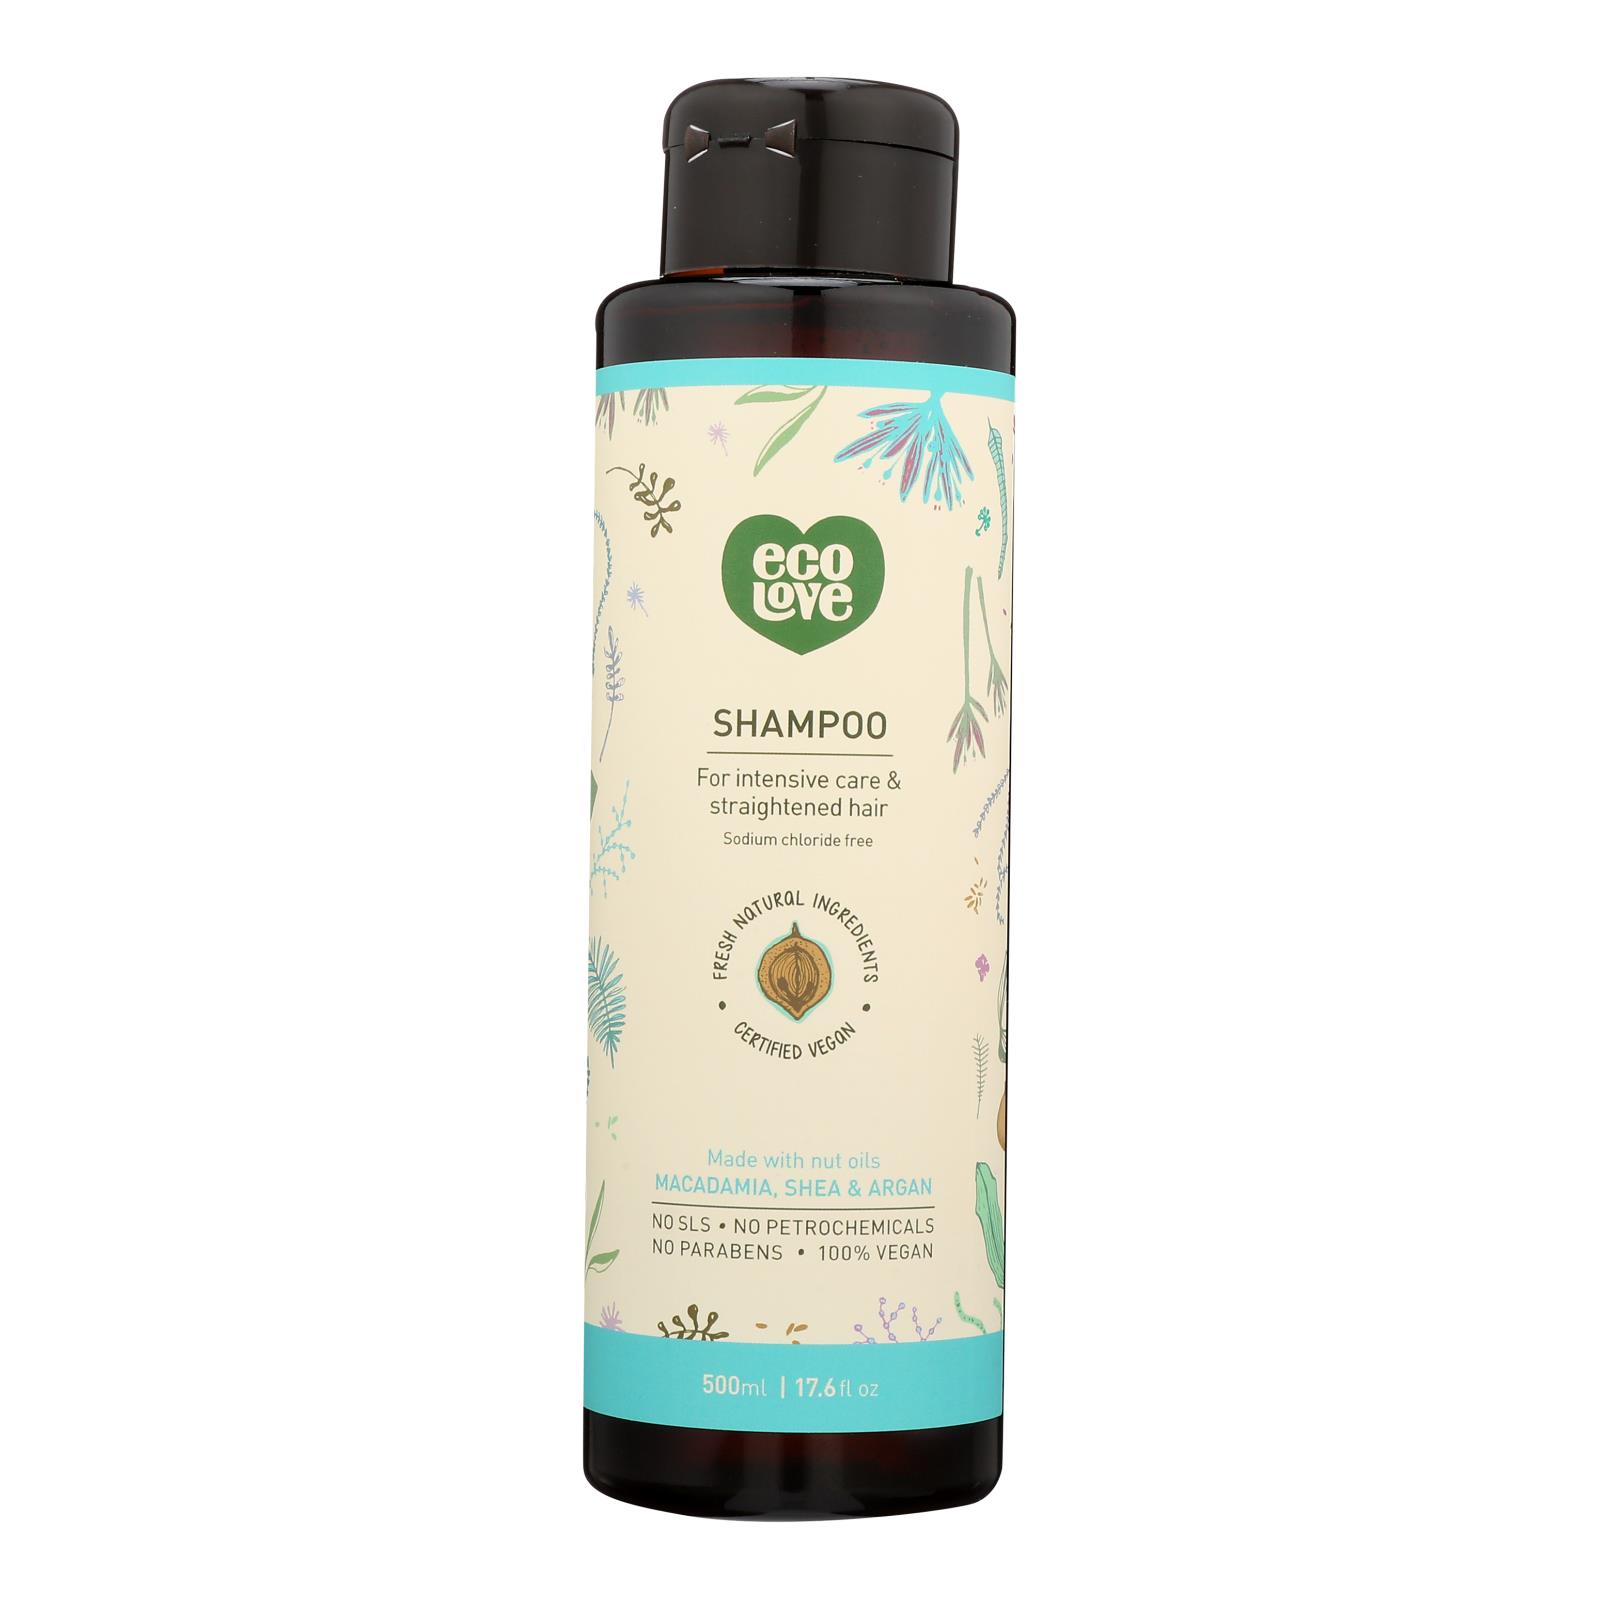 eco
Love
SHAMPOO
For intensive care &
straightened hair
Sodium chloride free
FRESH NATURAL INGREDIENTS
• CERTIFIED VEGAN •
Made with nut oils
MACADAMIA, SHEA & ARGAN
NO SLS • NO PETROCHEMICALS
NO PARABENS • 100% VEGAN
500ml | 17.6 fl oz